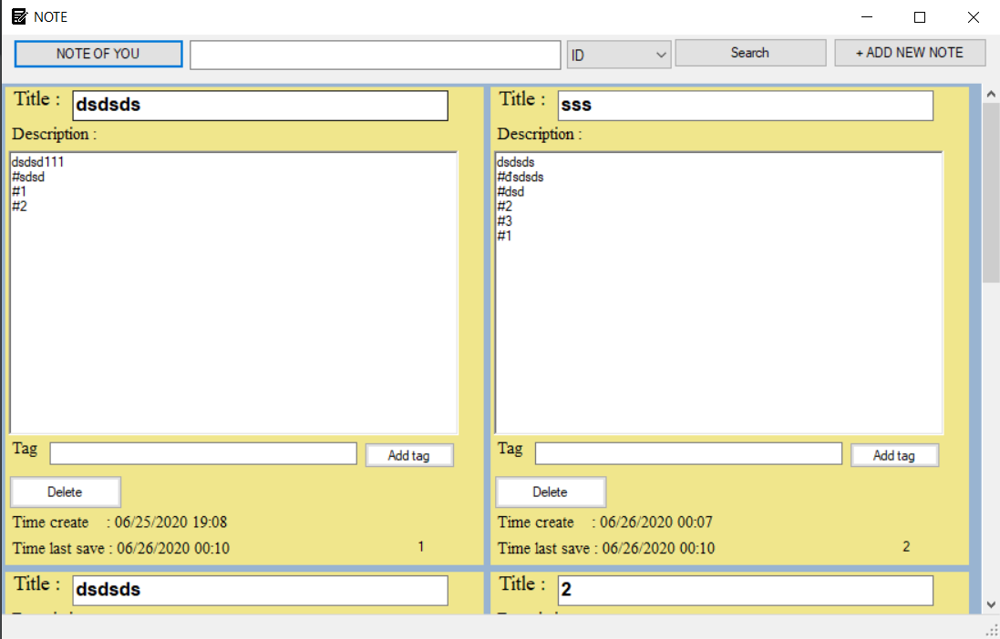 NOTE
NOTE OF YOU
ID
Search
+ ADD NEW NOTE
Title :
dsdsds
Description :
dsdsd111
#sdsd
#1
#2
Tag
Add tag
Delete
Time create : 06/25/2020 19:08
Time last save : 06/26/2020 00:10
1
Title :
sss
Description :
dsdsds
#đsdsds
#dsd
#2
#3
#1
Tag
Add tag
Delete
Time create : 06/26/2020 00:07
Time last save : 06/26/2020 00:10
2
Title :
dsdsds
Title :
2